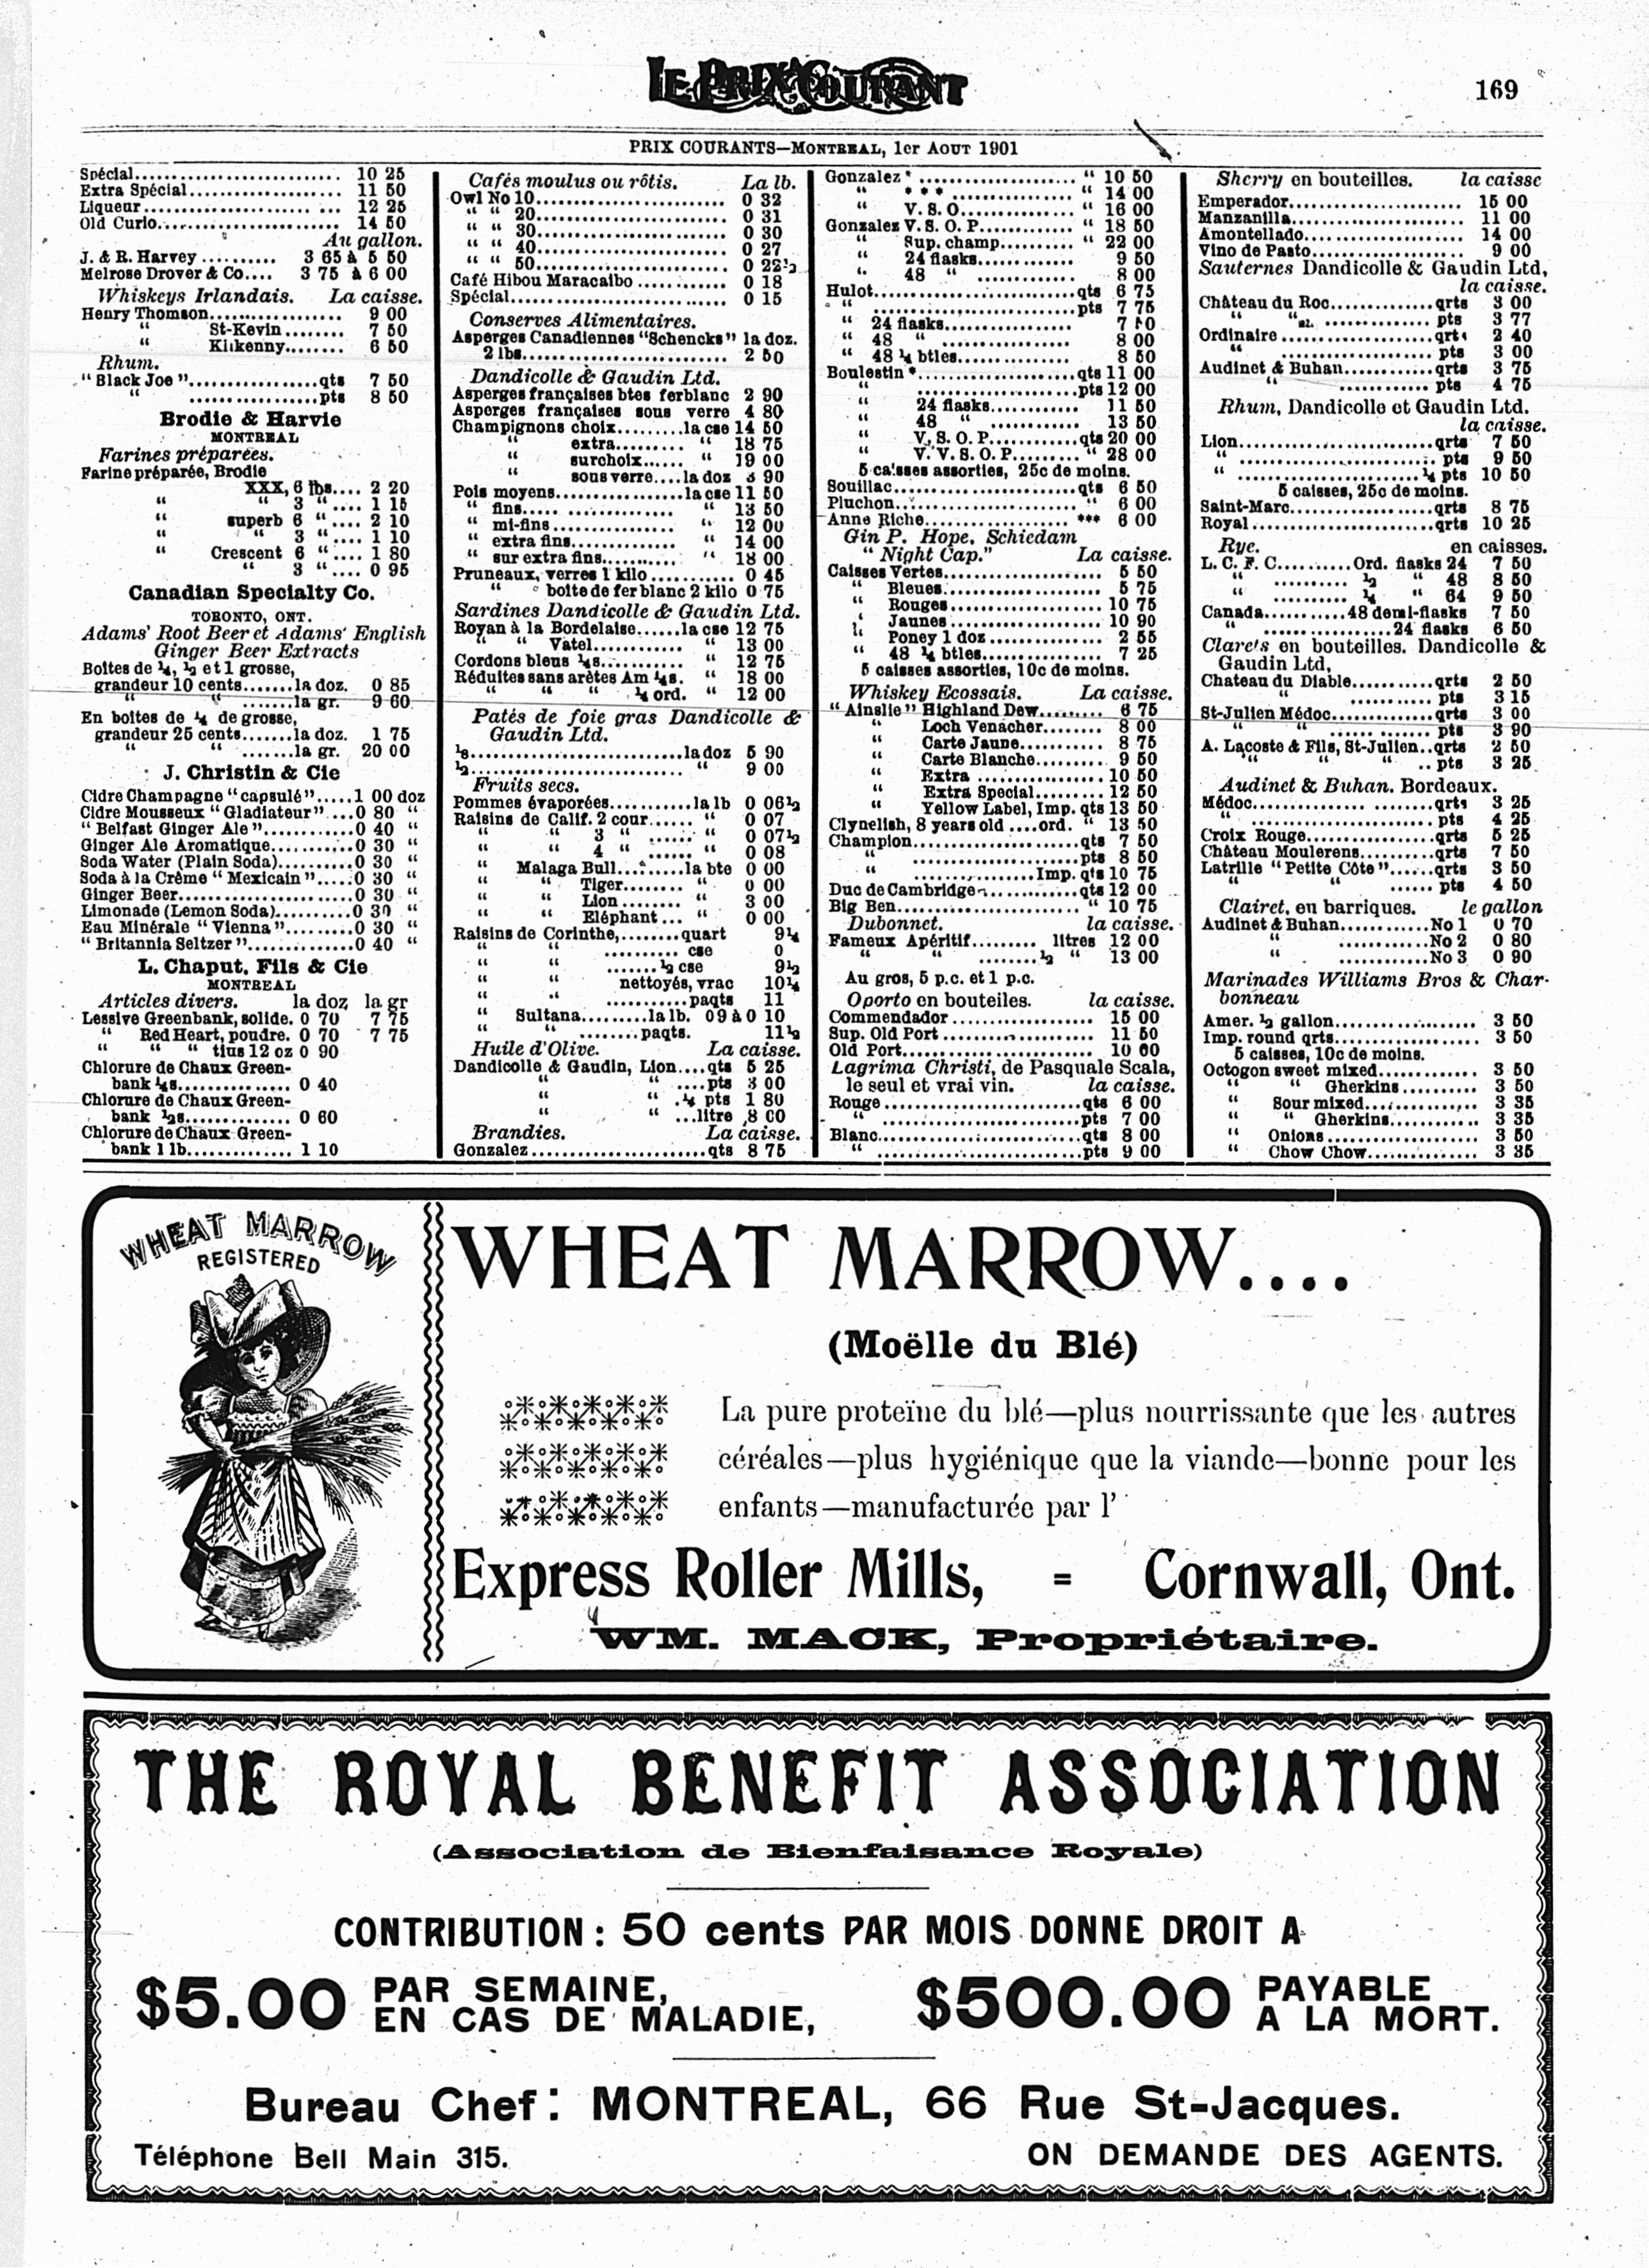 LE PRIX COURANT
169
PRIX COURANTS—MONTREAL, 1er AOUT 1901
Spécial.............................. 10 25
Extra Spécial...................... 11 50
Liqueur............................ 12 25
Old Curio.......................... 14 50
Au gallon.
J. & R. Harvey .......... 3 65 à 5 50
Melrose Drover & Co.... 3 75 à 6 00
Whiskeys Irlandais. La caisse.
Henry Thomson................... 9 00
“ St-Kevin ........ 7 50
“ Kilkenny........ 6 50
Rhum.
“ Black Joe ”..................qts 7 50
“ ..................pts 8 50
Brodie & Harvie
MONTREAL
Farines préparées.
Farine préparée, Brodie
“ XXX, 6 lbs.... 2 20
“ “ 3 “ .... 1 15
“ superb 6 “ .... 2 10
“ “ 3 “ .... 1 10
“ Crescent 6 “ .... 1 80
“ “ 3 “ .... 0 95
Canadian Specialty Co.
TORONTO, ONT.
Adams' Root Beer et Adams' English
Ginger Beer Extracts
Boîtes de ¼, ½ et 1 grosse,
grandeur 10 cents.......la doz. 0 85
“ .......la gr. 9 60
En boîtes de ¼ de grosse,
grandeur 25 cents.......la doz. 1 75
“ “ .......la gr. 20 00
J. Christin & Cie
Cidre Champagne “capsulé”.....1 00 doz
Cidre Mousseux “Gladiateur”...0 80 “
“ Belfast Ginger Ale”............0 40 “
Ginger Ale Aromatique............0 30 “
Soda Water (Plain Soda)..........0 30 “
Soda à la Crême “ Mexicain ”.....0 30 “
Ginger Beer......................0 30 “
Limonade (Lemon Soda)..........0 30 “
Eau Minérale “ Vienna”..........0 30 “
“ Britannia Seltzer ”..............0 40 “
L. Chaput, Fils & Cie
MONTREAL
Articles divers. la doz la gr
Lessive Greenbank, solide. 0 70 7 75
“ Red Heart, poudre. 0 70 7 75
“ “ “ tins 12 oz 0 90
Chlorure de Chaux Green-
bank ¼s............... 0 40
Chlorure de Chaux Green-
bank ½s............... 0 60
Chlorure de Chaux Green-
bank 1 lb.............. 1 10
Cafés moulus ou rôtis. La lb.
Owl No 10.......................... 0 32
“ “ 20........................... 0 31
“ “ 30........................... 0 30
“ “ 40........................... 0 27
“ “ 50........................... 0 22½
Café Hibou Maracaibo ............ 0 18
Spécial.............................. 0 15
Conserves Alimentaires.
Asperges Canadiennes “Schencks” la doz.
2 lbs............................. 2 50
Dandicolle & Gaudin Ltd.
Asperges françaises btes ferblanc 2 90
Asperges françaises sous verre 4 80
Champignons choix.........la cse 14 50
“ extra........ “ 18 75
“ surchoix...... “ 19 00
“ sous verre....la doz 3 90
Pois moyens..................la cse 11 50
“ fins..................... “ 13 50
“ mi-fins.................. “ 12 00
“ extra fins............... “ 14 00
“ sur extra fins........... “ 18 00
Pruneaux, verres 1 kilo ........... 0 45
“ boîte de fer blanc 2 kilo 0 75
Sardines Dandicolle & Gaudin Ltd.
Royan à la Bordelaise......la cse 12 75
“ “ Vatel............ “ 13 00
Cordons bleus ¼s........... “ 12 75
Réduites sans arètes Am ¼s. “ 18 00
“ “ “ ¼ ord. “ 12 00
Patés de foie gras Dandicolle &
Gaudin Ltd.
⅛..............................la doz 5 90
½.............................. “ 9 00
Fruits secs.
Pommes évaporées...........la lb 0 06½
Raisins de Calif. 2 cour...... “ 0 07
“ “ 3 “ ...... “ 0 07½
“ “ 4 “ ...... “ 0 08
“ Malaga Bull.........la bte 0 00
“ “ Tiger........ “ 0 00
“ “ Lion ........ “ 3 00
“ “ Eléphant ... “ 0 00
Raisins de Corinthe,........quart 9¼
“ “ .......... cse 0
“ “ .......½ cse 9½
“ “ nettoyés, vrac 10¼
“ “ ...........paqts 11
“ Sultana.........la lb. 09 à 0 10
“ “ ........paqts. 11½
Huile d'Olive. La caisse.
Dandicolle & Gaudin, Lion....qts 5 25
“ “ ....pts 3 00
“ “ .¼ pts 1 80
“ “ ...litre 8 00
Brandies. La caisse.
Gonzalez.........................qts 8 75
Gonzalez * ...................... “ 10 50
“ * * * .................. “ 14 00
“ V. S. O................ “ 16 00
Gonzalez V. S. O. P............. “ 18 50
“ Sup. champ.......... “ 22 00
“ 24 flasks.............. 9 50
“ 48 “ .............. 8 00
Hulot.............................qts 6 75
“ .............................pts 7 75
“ 24 flasks................... 7 50
“ 48 “ ................... 8 00
“ 48 ¼ btles................. 8 50
Boulestin *.......................qts 11 00
“ .......................pts 12 00
“ 24 flasks............. 11 50
“ 48 “ ............. 13 50
“ V. S. O. P.............qts 20 00
“ V. V. S. O. P......... “ 28 00
5 caisses assorties, 25c de moins.
Souillac..........................qts 6 50
Pluchon.......................... “ 6 00
Anne Riche.................... *** 6 00
Gin P. Hope, Schiedam
“ Night Cap.” La caisse.
Caisses Vertes...................... 5 50
“ Bleues..................... 5 75
“ Rouges.................... 10 75
“ Jaunes.................... 10 90
“ Poney 1 doz............... 2 55
“ 48 ¼ btles................ 7 25
5 caisses assorties, 10c de moins.
Whiskey Ecossais. La caisse.
“ Ainslie ” Highland Dew......... 6 75
“ Loch Venacher........ 8 00
“ Carte Jaune........... 8 75
“ Carte Blanche......... 9 50
“ Extra ................. 10 50
“ Extra Special......... 12 50
“ Yellow Label, Imp. qts 13 50
Clynelish, 8 years old ....ord. “ 13 50
Champion.......................qts 7 50
“ .......................pts 8 50
“ .................Imp. qts 10 75
Duc de Cambridge..............qts 12 00
Big Ben.......................... “ 10 75
Dubonnet. la caisse.
Fameux Apéritif......... litres 12 00
“ “ ........½ “ 13 00
Au gros, 5 p.c. et 1 p.c.
Oporto en bouteiles. la caisse.
Commendador .................... 15 00
Sup. Old Port...................... 11 50
Old Port........................... 10 60
Lagrima Christi, de Pasquale Scala,
le seul et vrai vin. la caisse.
Rouge ............................qts 6 00
“ ............................pts 7 00
Blanc.............................qts 8 00
“ .............................pts 9 00
Sherry en bouteilles. la caisse
Emperador......................... 15 00
Manzanilla......................... 11 00
Amontellado....................... 14 00
Vino de Pasto...................... 9 00
Sauternes Dandicolle & Gaudin Ltd,
la caisse.
Château du Roc..............qrts 3 00
“ “ .............. pts 3 77
Ordinaire .....................qrts 2 40
“ ..................... pts 3 00
Audinet & Buhan.............qrts 3 75
“ ............. pts 4 75
Rhum, Dandicolle et Gaudin Ltd.
la caisse.
Lion............................qrts 7 50
“ ............................ pts 9 50
“ ..........................¼ pts 10 50
5 caisses, 25c de moins.
Saint-Marc.....................qrts 8 75
Royal ..........................qrts 10 25
Rye. en caisses.
L. C. F. C..........Ord. flasks 24 7 50
“ .......... ½ “ 48 8 50
“ .......... ¼ “ 64 9 50
Canada............48 demi-flasks 7 50
“ ..................24 flasks 6 50
Clarets en bouteilles. Dandicolle &
Gaudin Ltd,
Chateau du Diable...........qrts 2 50
“ ........... pts 3 15
St-Julien Médoc..............qrts 3 00
“ “ ...... ........ pts 3 90
A. Lacoste & Fils, St-Julien..qrts 2 50
“ “ “ .. pts 3 25
Audinet & Buhan. Bordeaux.
Médoc.........................qrts 3 25
“ ......................... pts 4 25
Croix Rouge..................qrts 5 25
Château Moulerens...........qrts 7 50
Latrille “ Petite Côte”......qrts 3 50
“ “ ...... pts 4 50
Clairet, en barriques. le gallon
Audinet & Buhan............No 1 0 70
“ ............No 2 0 80
“ ............No 3 0 90
Marinades Williams Bros & Char-
bonneau
Amer. ½ gallon.................... 3 50
Imp. round qrts.................... 3 50
5 caisses, 10c de moins.
Octogon sweet mixed.............. 3 50
“ “ Gherkins .......... 3 50
“ Sour mixed............... 3 35
“ “ Gherkins............ 3 35
“ Onions..................... 3 50
“ Chow Chow............... 3 35
WHEAT MARROW
REGISTERED
WHEAT MARROW....
(Moëlle du Blé)
La pure proteïne du blé—plus nourrissante que les autres
céréales—plus hygiénique que la viande—bonne pour les
enfants—manufacturée par l'
Express Roller Mills, = Cornwall, Ont.
WM. MACK, Propriétaire.
THE ROYAL BENEFIT ASSOCIATION
(Association de Bienfaisance Royale)
CONTRIBUTION : 50 cents PAR MOIS DONNE DROIT A
$5.00 PAR SEMAINE, EN CAS DE MALADIE, $500.00 PAYABLE A LA MORT.
Bureau Chef : MONTREAL, 66 Rue St-Jacques.
Téléphone Bell Main 315. ON DEMANDE DES AGENTS.